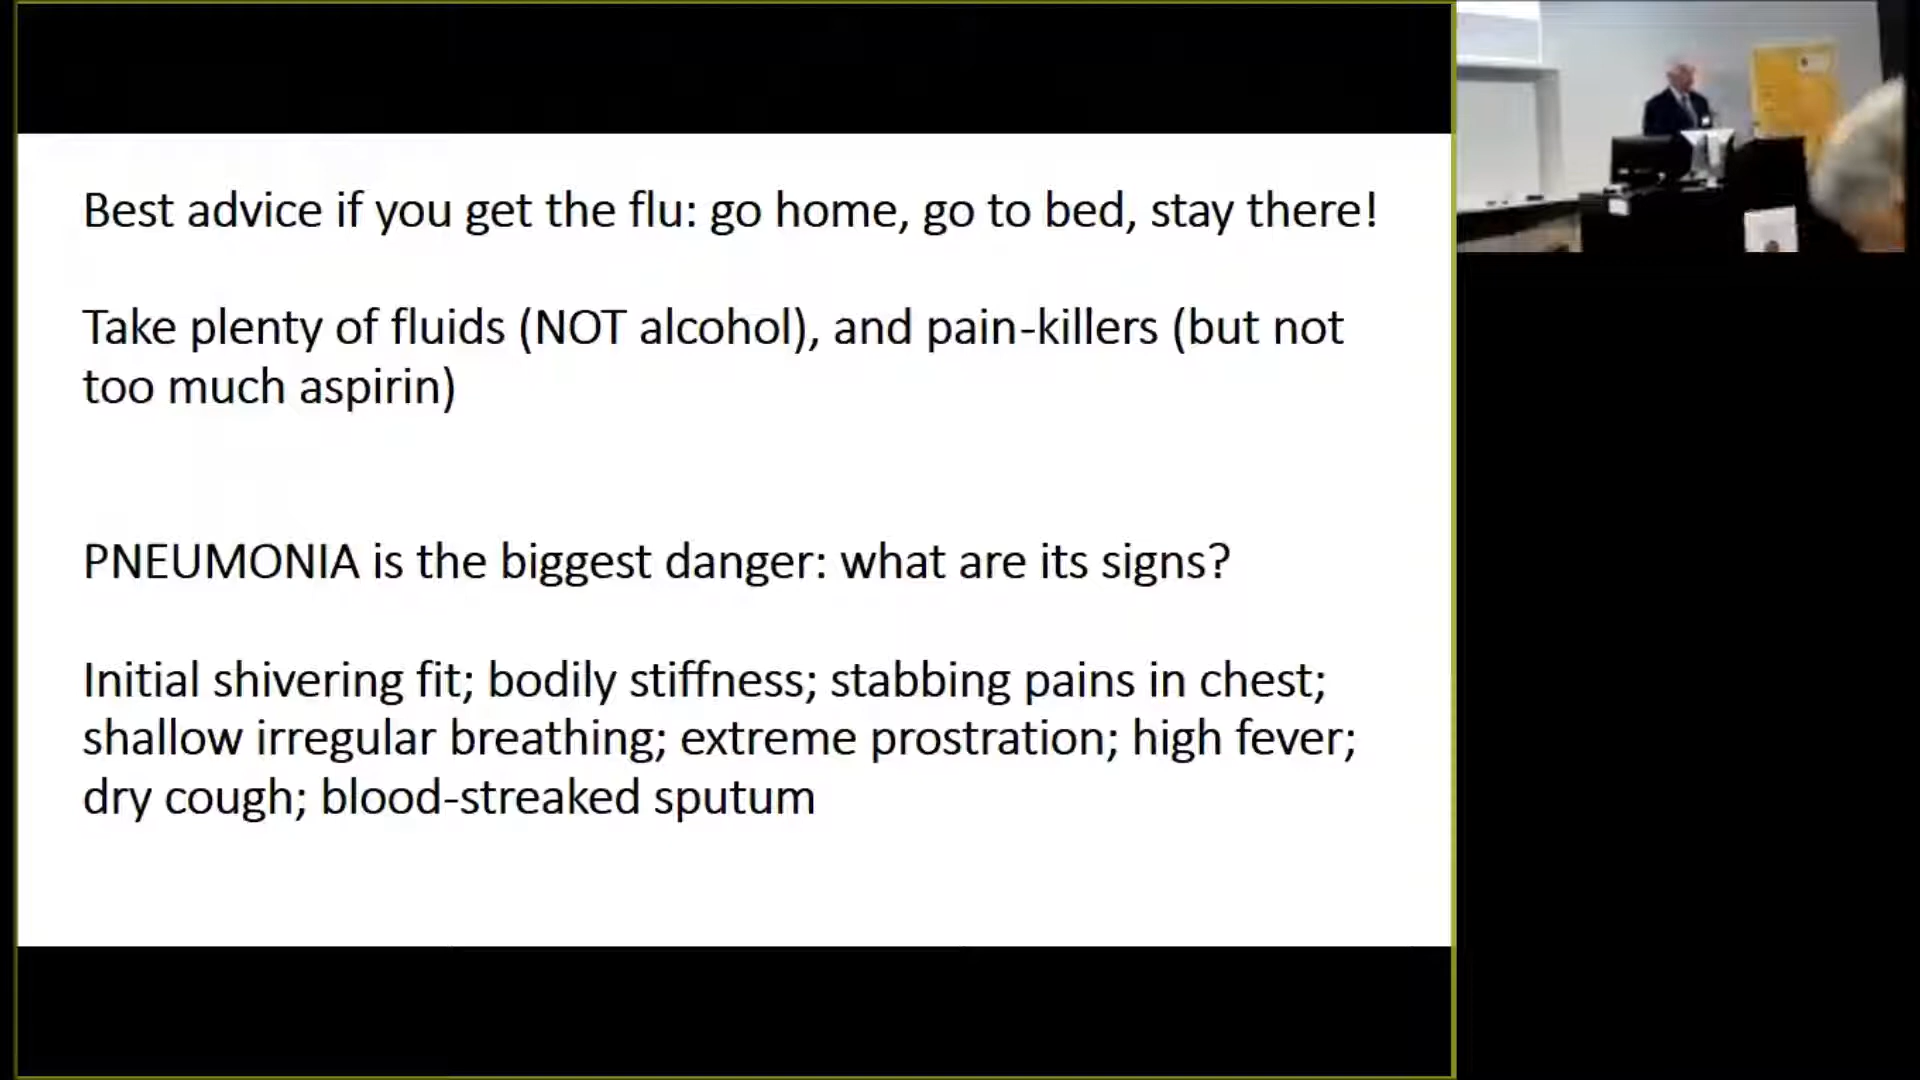 Best advice if you get the flu: go home, go to bed, stay there!
Take plenty of fluids (NOT alcohol), and pain-killers (but not
too much aspirin)
PNEUMONIA is the biggest danger: what are its signs?
Initial shivering fit; bodily stiffness; stabbing pains in chest;
shallow irregular breathing; extreme prostration; high fever;
dry cough; blood-streaked sputum